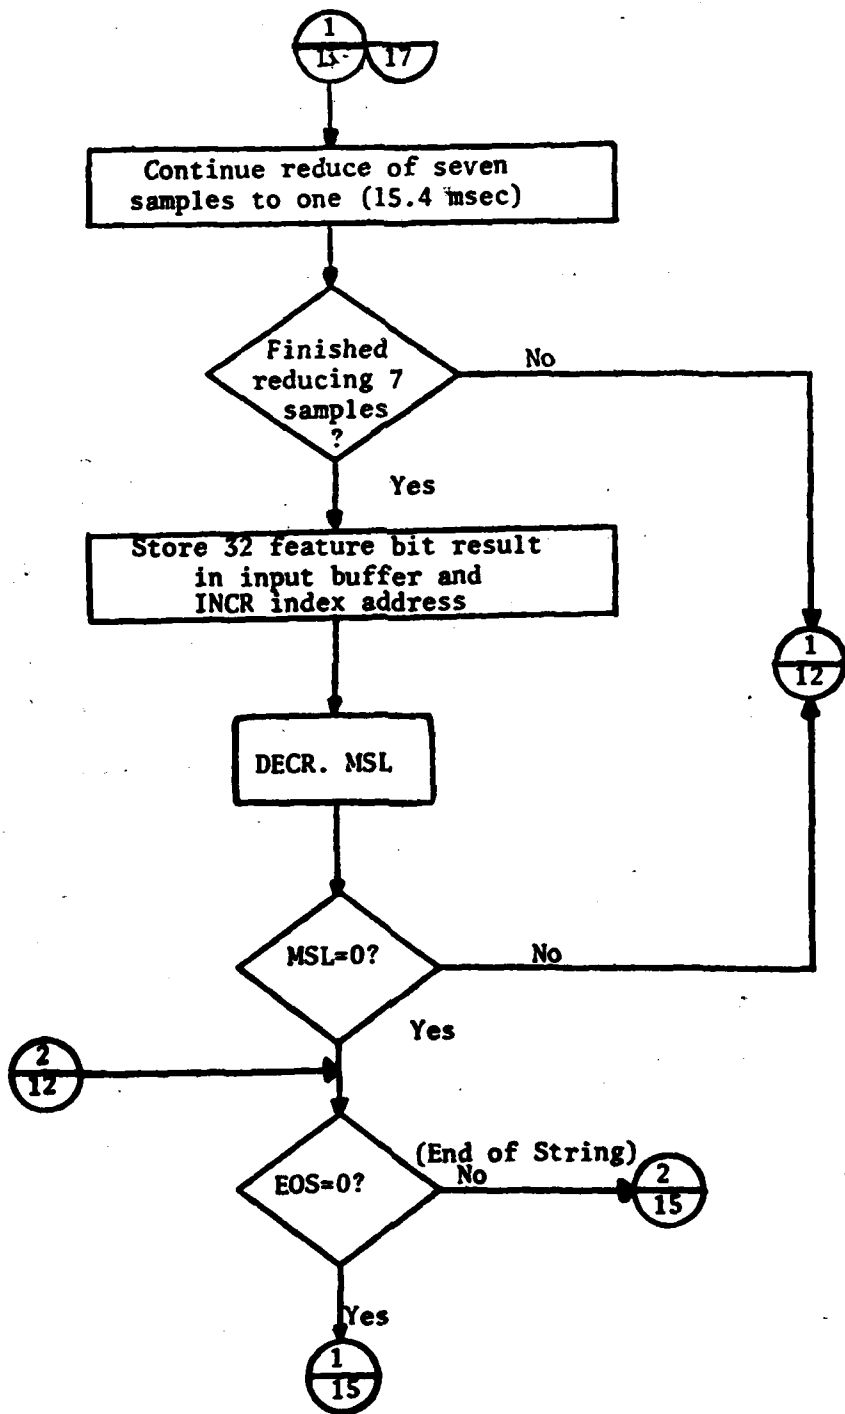 1
17
Continue reduce of seven
samples to one (15.4 msec)
Finished
reducing 7
samples
?
No
Yes
Store 32 feature bit result
in input buffer and
INCR index address
1
12
DECR. MSL
MSL=0?
No
Yes
2
12
EOS=0?
(End of String)
No
2
15
Yes
1
15